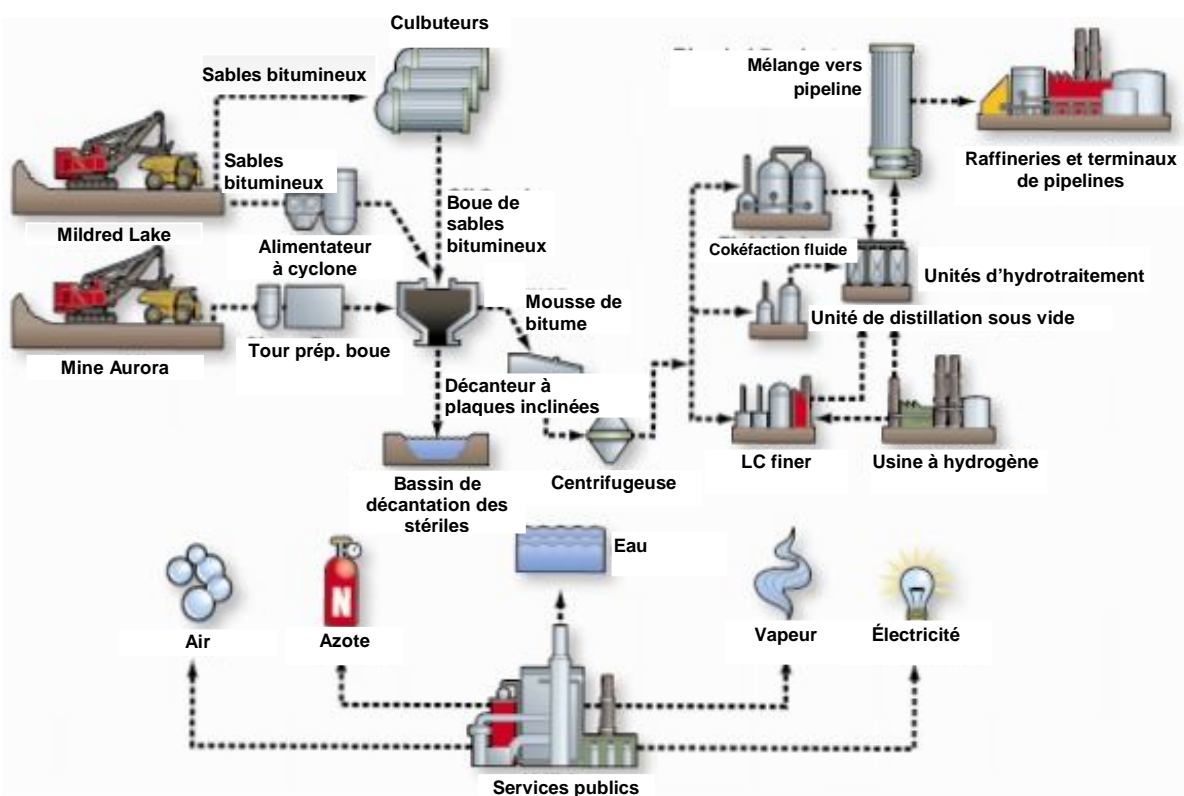 Culbuteurs
Sables bitumineux
Mélange vers
pipeline
Raffineries et terminaux
de pipelines
Sables
bitumineux
Mildred Lake
Alimentateur
à cyclone
Boue de
sables
bitumineux
Cokéfaction fluide
Unités d'hydrotraitement
Mousse de
bitume
Unité de distillation sous vide
Mine Aurora
Tour prép. boue
Décanteur à
plaques inclinées
LC finer
Usine à hydrogène
Bassin de
décantation des
stériles
Centrifugeuse
Eau
N
Air
Azote
Vapeur
Électricité
Services publics